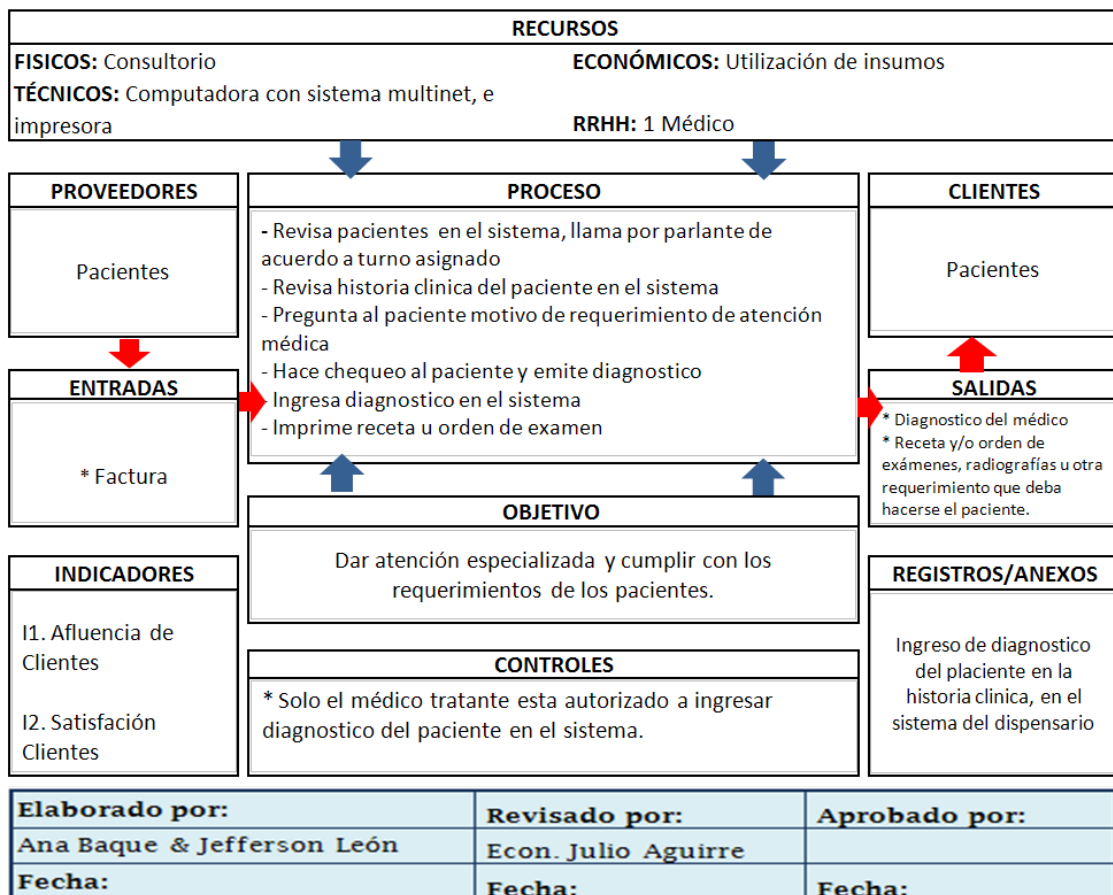 RECURSOS
FISICOS: Consultorio
TÉCNICOS: Computadora con sistema multinet, e
impresora
ECONÓMICOS: Utilización de insumos
RRHH: 1 Médico
PROVEEDORES
Pacientes
PROCESO
- Revisa pacientes en el sistema, llama por parlante de
acuerdo a turno asignado
- Revisa historia clinica del paciente en el sistema
- Pregunta al paciente motivo de requerimiento de atención
médica
- Hace chequeo al paciente y emite diagnostico
- Ingresa diagnostico en el sistema
- Imprime receta u orden de examen
CLIENTES
Pacientes
ENTRADAS
* Factura
SALIDAS
* Diagnostico del médico
* Receta y/o orden de
exámenes, radiografías u otra
requerimiento que deba
hacerse el paciente.
OBJETIVO
Dar atención especializada y cumplir con los
requerimientos de los pacientes.
INDICADORES
I1. Afluencia de
Clientes
I2. Satisfación
Clientes
CONTROLES
* Solo el médico tratante esta autorizado a ingresar
diagnostico del paciente en el sistema.
REGISTROS/ANEXOS
Ingreso de diagnostico
del placiente en la
historia clinica, en el
sistema del dispensario
Elaborado por:
Ana Baque & Jefferson León
Fecha:
Revisado por:
Econ. Julio Aguirre
Fecha:
Aprobado por:
Fecha: